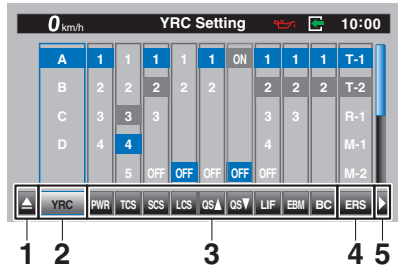 0 km/h YRC Setting 10:00
A 1 1 1 1 1 ON 1 1 1 T-1
B 2 2 2 2 2 2 2 2 T-2
C 3 3 3 3 3 R-1
D 4 4 4 M-1
5 OFF OFF OFF OFF OFF M-2
YRC PWR TCS SCS LCS QS▲ QS▼ LIF EBM BC ERS
1 2 3 4 5